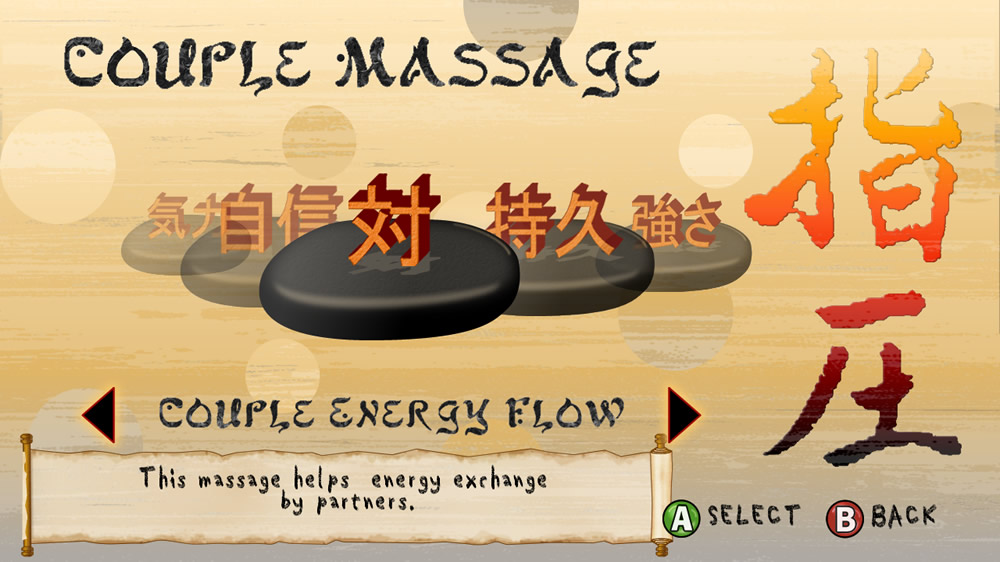 COUPLE MASSAGE
指圧
気力 自信 対 持久 強さ
COUPLE ENERGY FLOW
This massage helps energy exchange
by partners.
A SELECT B BACK